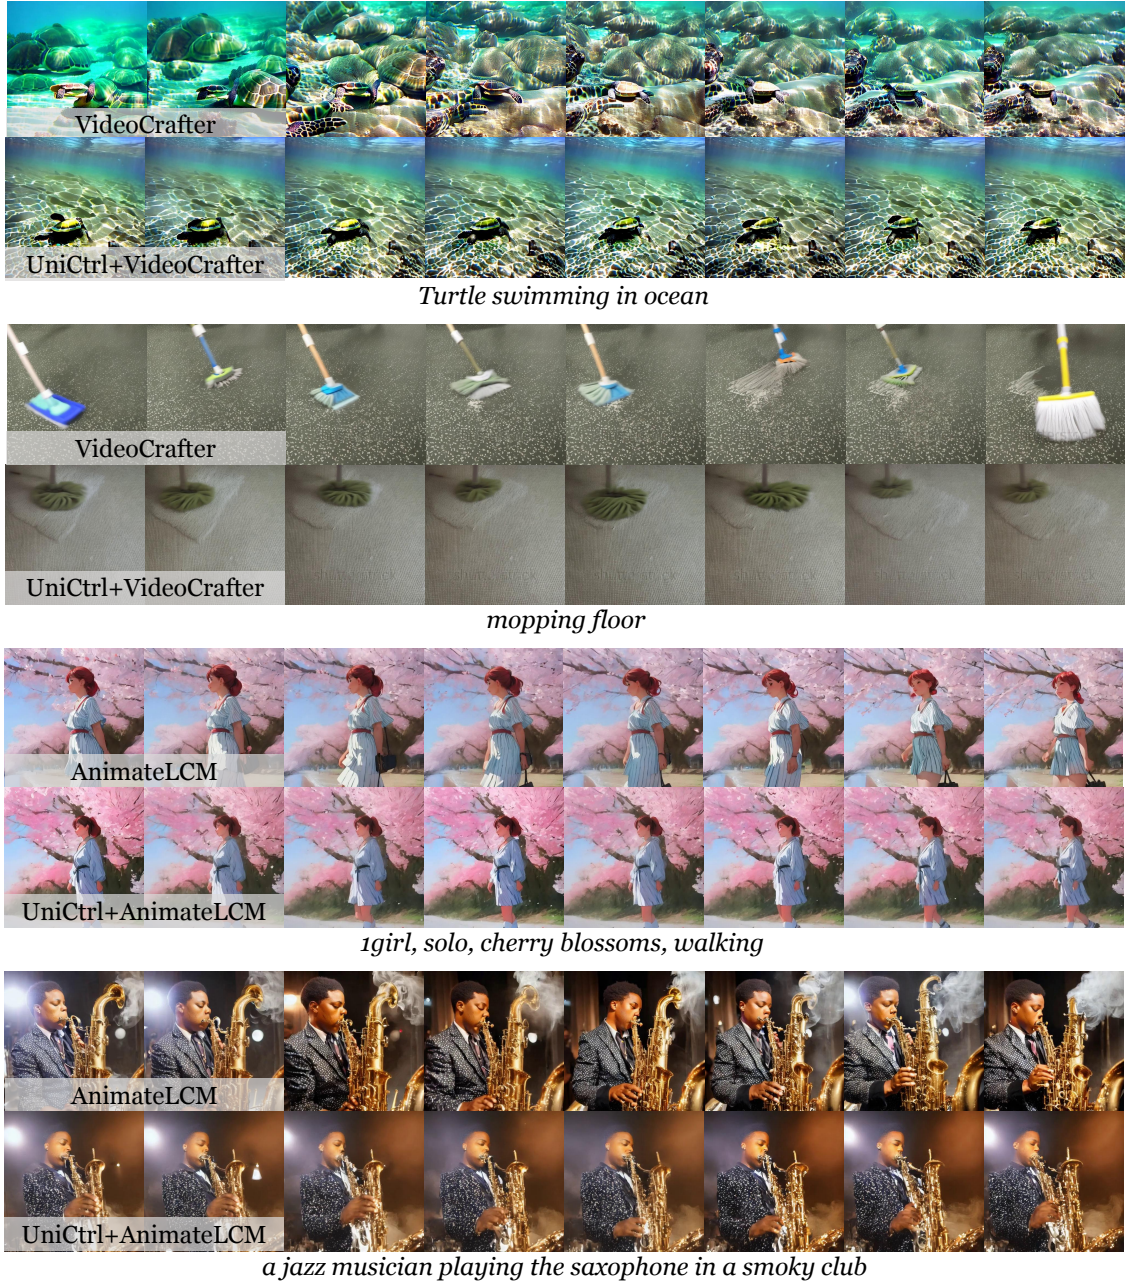 VideoCrafter
UniCtrl+VideoCrafter
Turtle swimming in ocean
VideoCrafter
UniCtrl+VideoCrafter
mopping floor
AnimateLCM
UniCtrl+AnimateLCM
1girl, solo, cherry blossoms, walking
AnimateLCM
UniCtrl+AnimateLCM
a jazz musician playing the saxophone in a smoky club